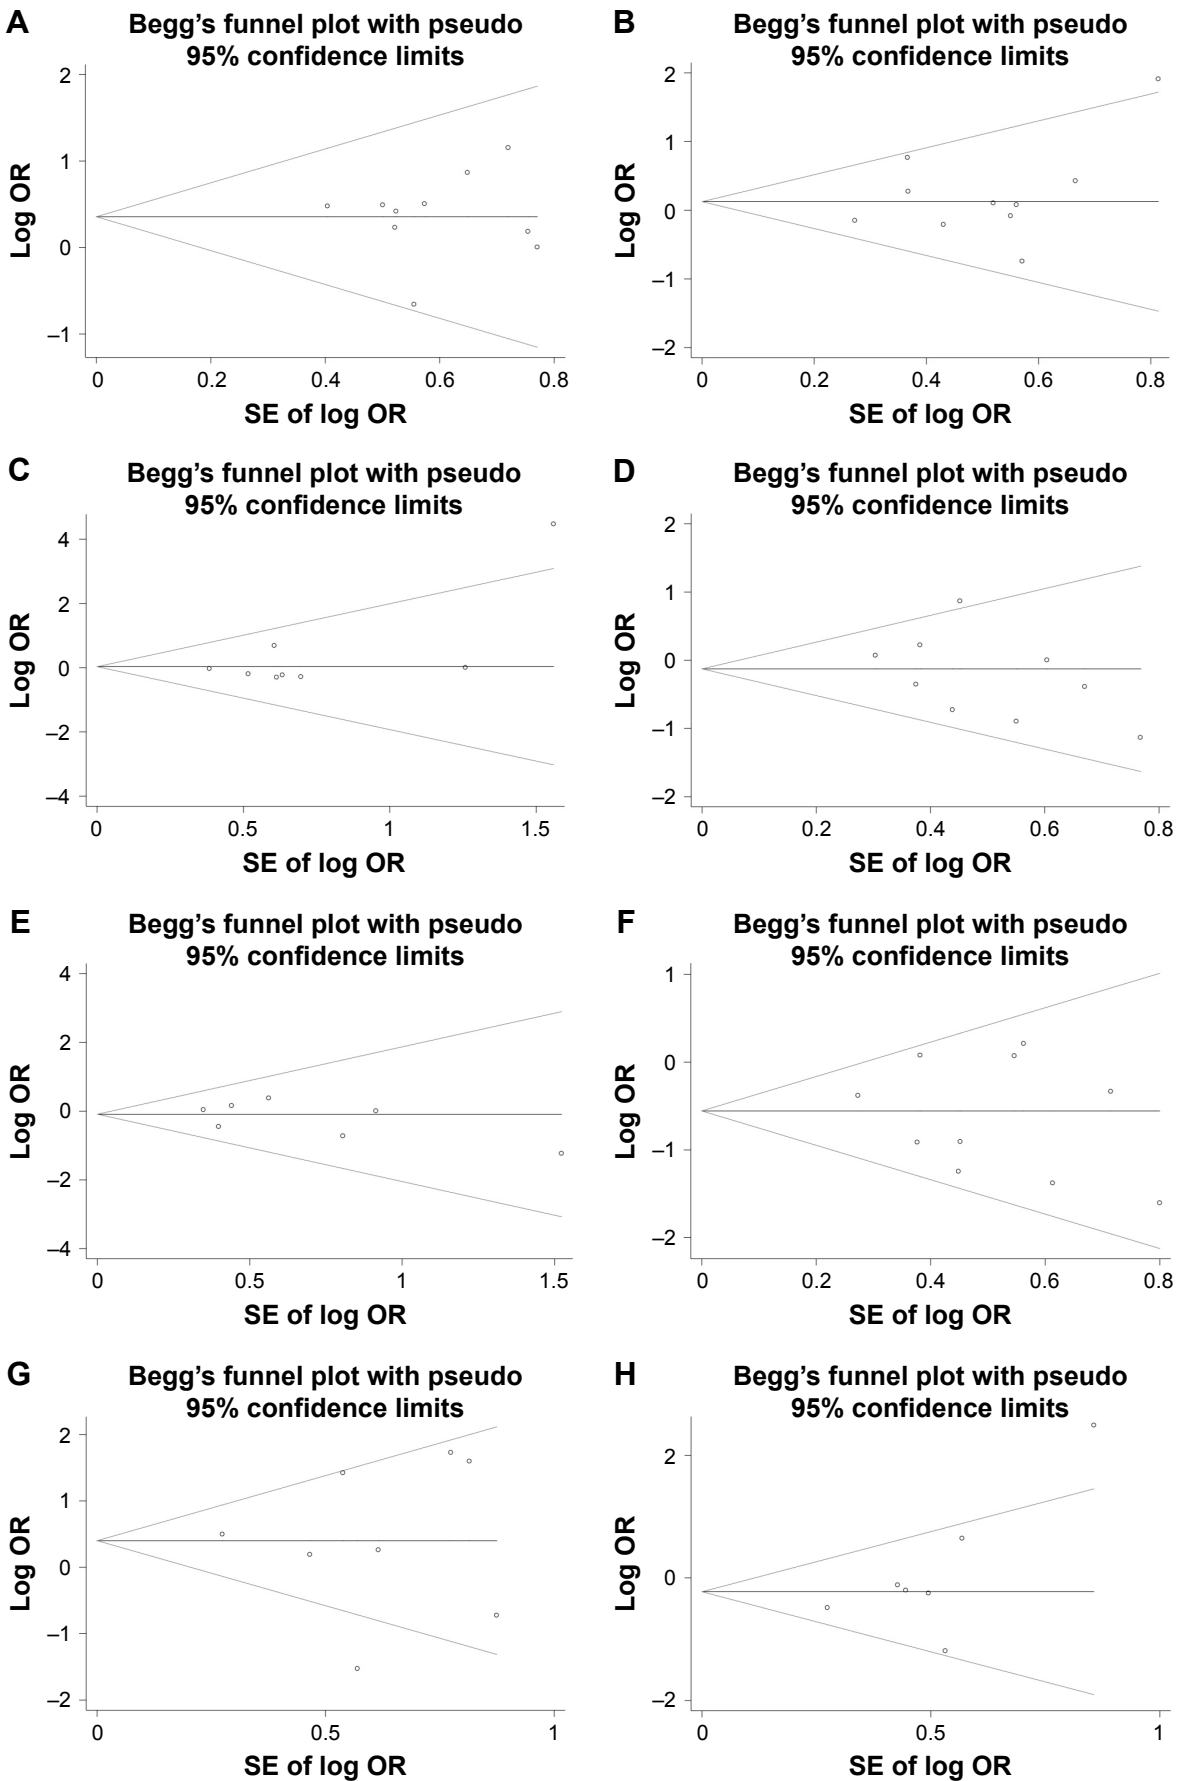 A
Begg’s funnel plot with pseudo
95% confidence limits
2
1
0
–1
Log OR
0 0.2 0.4 0.6 0.8
SE of log OR
B
Begg’s funnel plot with pseudo
95% confidence limits
2
1
0
–1
–2
Log OR
0 0.2 0.4 0.6 0.8
SE of log OR
C
Begg’s funnel plot with pseudo
95% confidence limits
4
2
0
–2
–4
Log OR
0 0.5 1 1.5
SE of log OR
D
Begg’s funnel plot with pseudo
95% confidence limits
2
1
0
–1
–2
Log OR
0 0.2 0.4 0.6 0.8
SE of log OR
E
Begg’s funnel plot with pseudo
95% confidence limits
4
2
0
–2
–4
Log OR
0 0.5 1 1.5
SE of log OR
F
Begg’s funnel plot with pseudo
95% confidence limits
1
0
–1
–2
Log OR
0 0.2 0.4 0.6 0.8
SE of log OR
G
Begg’s funnel plot with pseudo
95% confidence limits
2
1
0
–1
–2
Log OR
0 0.5 1
SE of log OR
H
Begg’s funnel plot with pseudo
95% confidence limits
2
0
–2
Log OR
0 0.5 1
SE of log OR